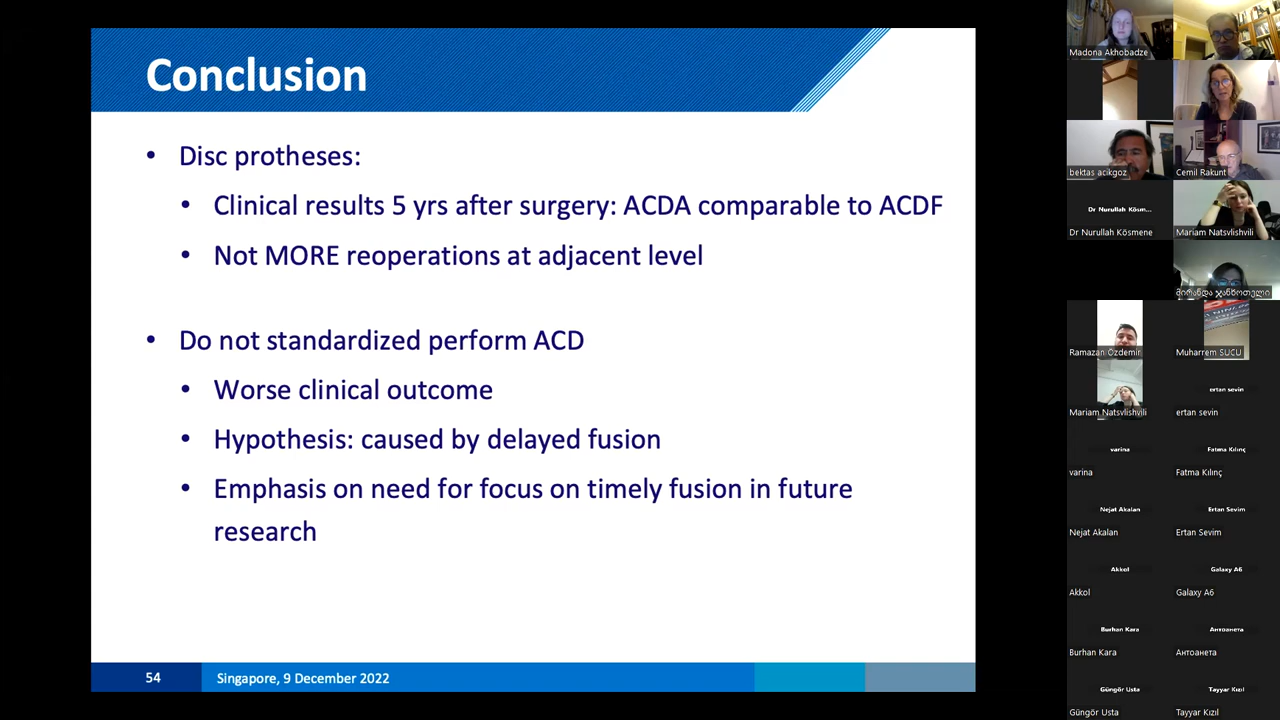 Conclusion
• Disc protheses:
• Clinical results 5 yrs after surgery: ACDA comparable to ACDF
• Not MORE reoperations at adjacent level
• Do not standardized perform ACD
• Worse clinical outcome
• Hypothesis: caused by delayed fusion
• Emphasis on need for focus on timely fusion in future
research
54
Singapore, 9 December 2022
Madona Akhobadze
bektas acikgoz
Cemil Rakunt
Dr Nurullah Kösm...
Dr Nurullah Kösmene
Mariam Natsvlishvili
მირანდა ჯანხოთელი
Ramazan Özdemir
Muharrem SUCU
Mariam Natsvlishvili
ertan sevin
ertan sevin
varina
varina
Fatma Kılınç
Fatma Kılınç
Nejat Akalan
Nejat Akalan
Ertan Sevim
Ertan Sevim
Akkol
Akkol
Galaxy A6
Galaxy A6
Burhan Kara
Burhan Kara
Антоанета
Антоанета
Güngör Usta
Güngör Usta
Tayyar Kızıl
Tayyar Kızıl